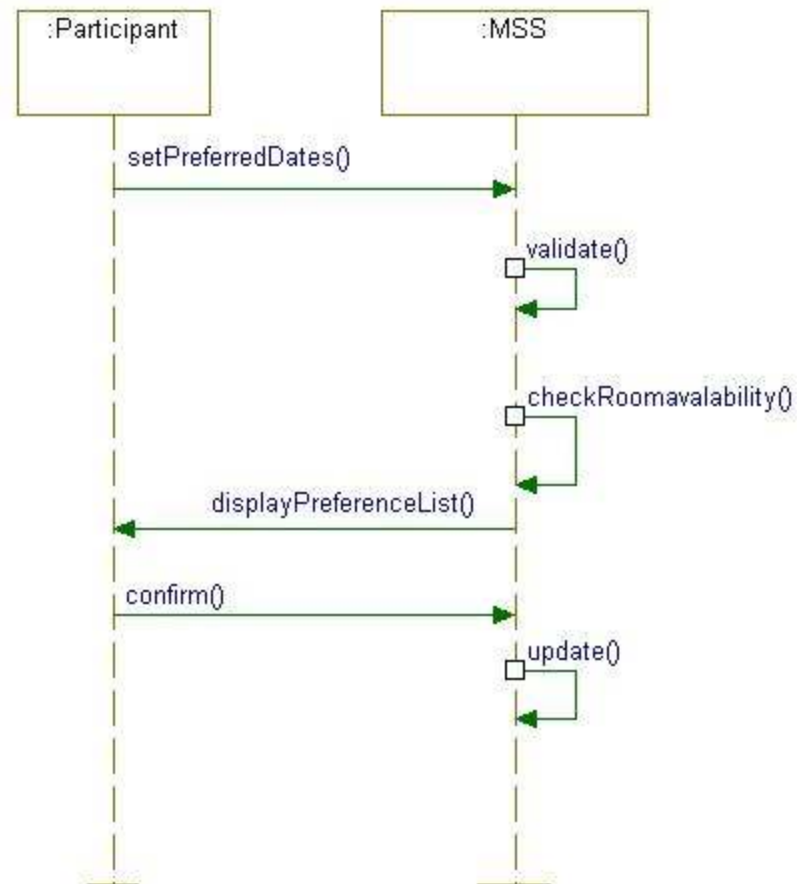 :Participant
:MSS
setPreferredDates()
validate()
checkRoomavalability()
displayPreferenceList()
confirm()
update()